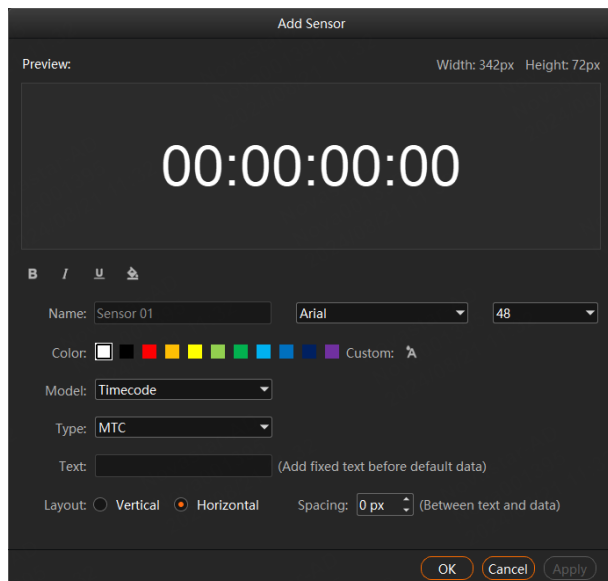 Add Sensor
Preview: Width: 342px Height: 72px
00:00:00:00
B I U
Name: Sensor 01 Arial 48
Color: Custom: A
Model: Timecode
Type: MTC
Text: (Add fixed text before default data)
Layout: Vertical Horizontal Spacing: 0 px (Between text and data)
OK Cancel Apply